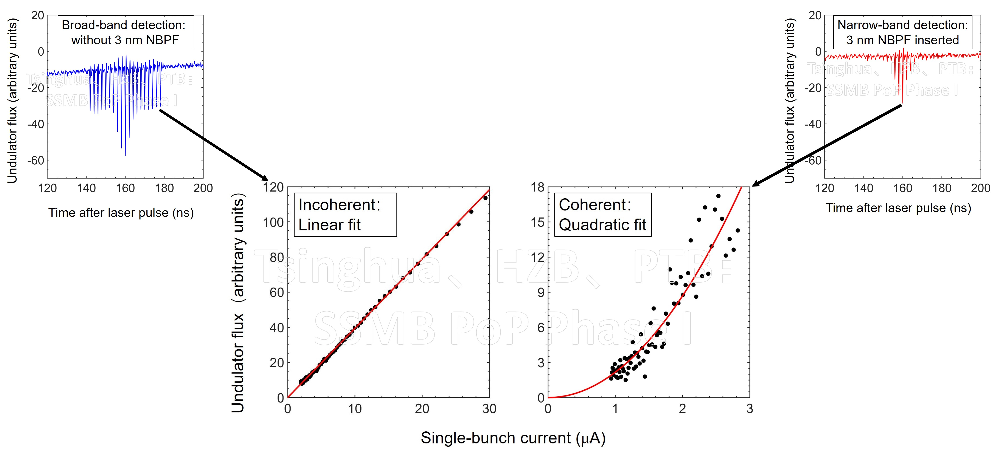 20
0
-20
-40
-60
Undulator flux (arbitrary units)
Broad-band detection:
without 3 nm NBPF
120 140 160 180 200
Time after laser pulse (ns)
Tsinghua、 HZB、 PTB：
SSMB PoP Phase I
20
0
-20
-40
-60
Undulator flux (arbitrary units)
Narrow-band detection:
3 nm NBPF inserted
120 140 160 180 200
Time after laser pulse (ns)
Tsinghua、 HZB、 PTB：
SSMB PoP Phase I
120
100
80
60
40
20
0
Undulator flux （arbitrary units)
Incoherent:
Linear fit
0 10 20 30
18
15
12
9
6
3
0
Coherent:
Quadratic fit
0 1 2 3
Tsinghua、 HZB、 PTB：
SSMB PoP Phase I
Single-bunch current (μA)